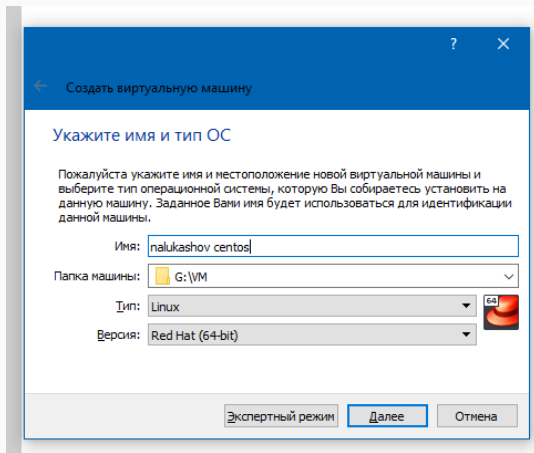 ?
Создать виртуальную машину
Укажите имя и тип ОС
Пожалуйста укажите имя и местоположение новой виртуальной машины и
выберите тип операционной системы, которую Вы собираетесь установить на
данную машину. Заданное Вами имя будет использоваться для идентификации
данной машины.
Имя: nalukashov centos
Папка машины: G:\VM
Тип: Linux 64
Версия: Red Hat (64-bit)
Экспертный режим Далее Отмена